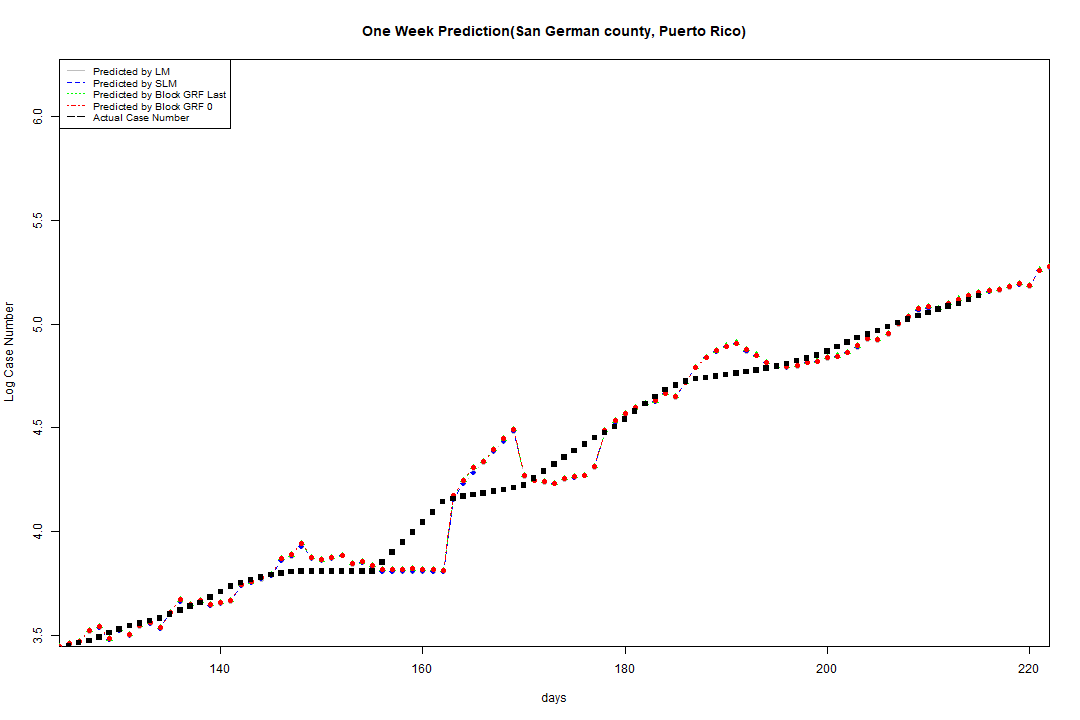 One Week Prediction(San German county, Puerto Rico)
Predicted by LM
Predicted by SLM
Predicted by Block GRF Last
Predicted by Block GRF 0
Actual Case Number
6.0
5.5
5.0
4.5
4.0
3.5
Log Case Number
140 160 180 200 220
days